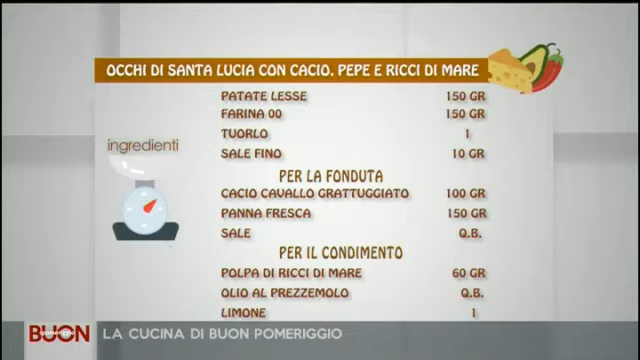 OCCHI DI SANTA LUCIA CON CACIO, PEPE E RICCI DI MARE
ingredienti
PATATE LESSE 150 GR
FARINA 00 150 GR
TUORLO 1
SALE FINO 10 GR
PER LA FONDUTA
CACIO CAVALLO GRATTUGGIATO 100 GR
PANNA FRESCA 150 GR
SALE Q.B.
PER IL CONDIMENTO
POLPA DI RICCI DI MARE 60 GR
OLIO AL PREZZEMOLO Q.B.
LIMONE 1
BUON pomeriggio
LA CUCINA DI BUON POMERIGGIO